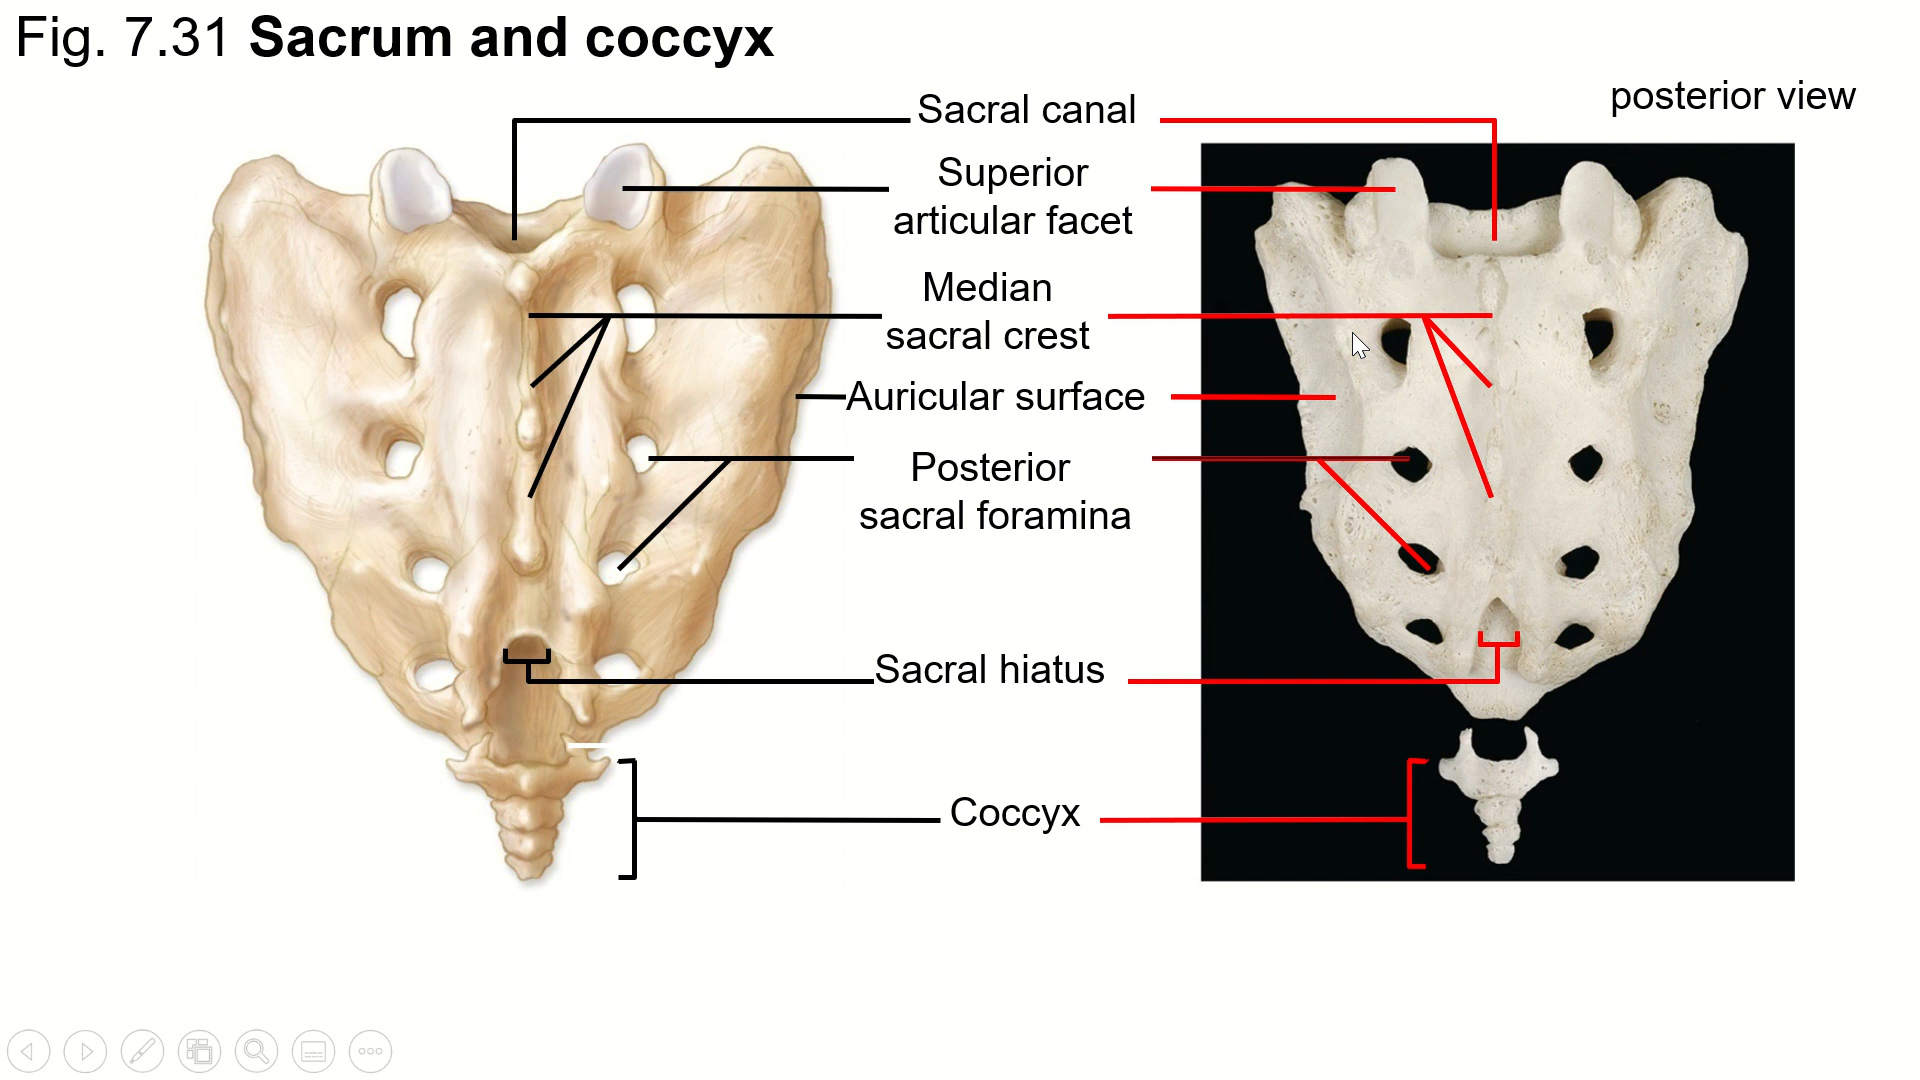 Fig. 7.31 Sacrum and coccyx
posterior view
Sacral canal
Superior
articular facet
Median
sacral crest
Auricular surface
Posterior
sacral foramina
Sacral hiatus
Coccyx